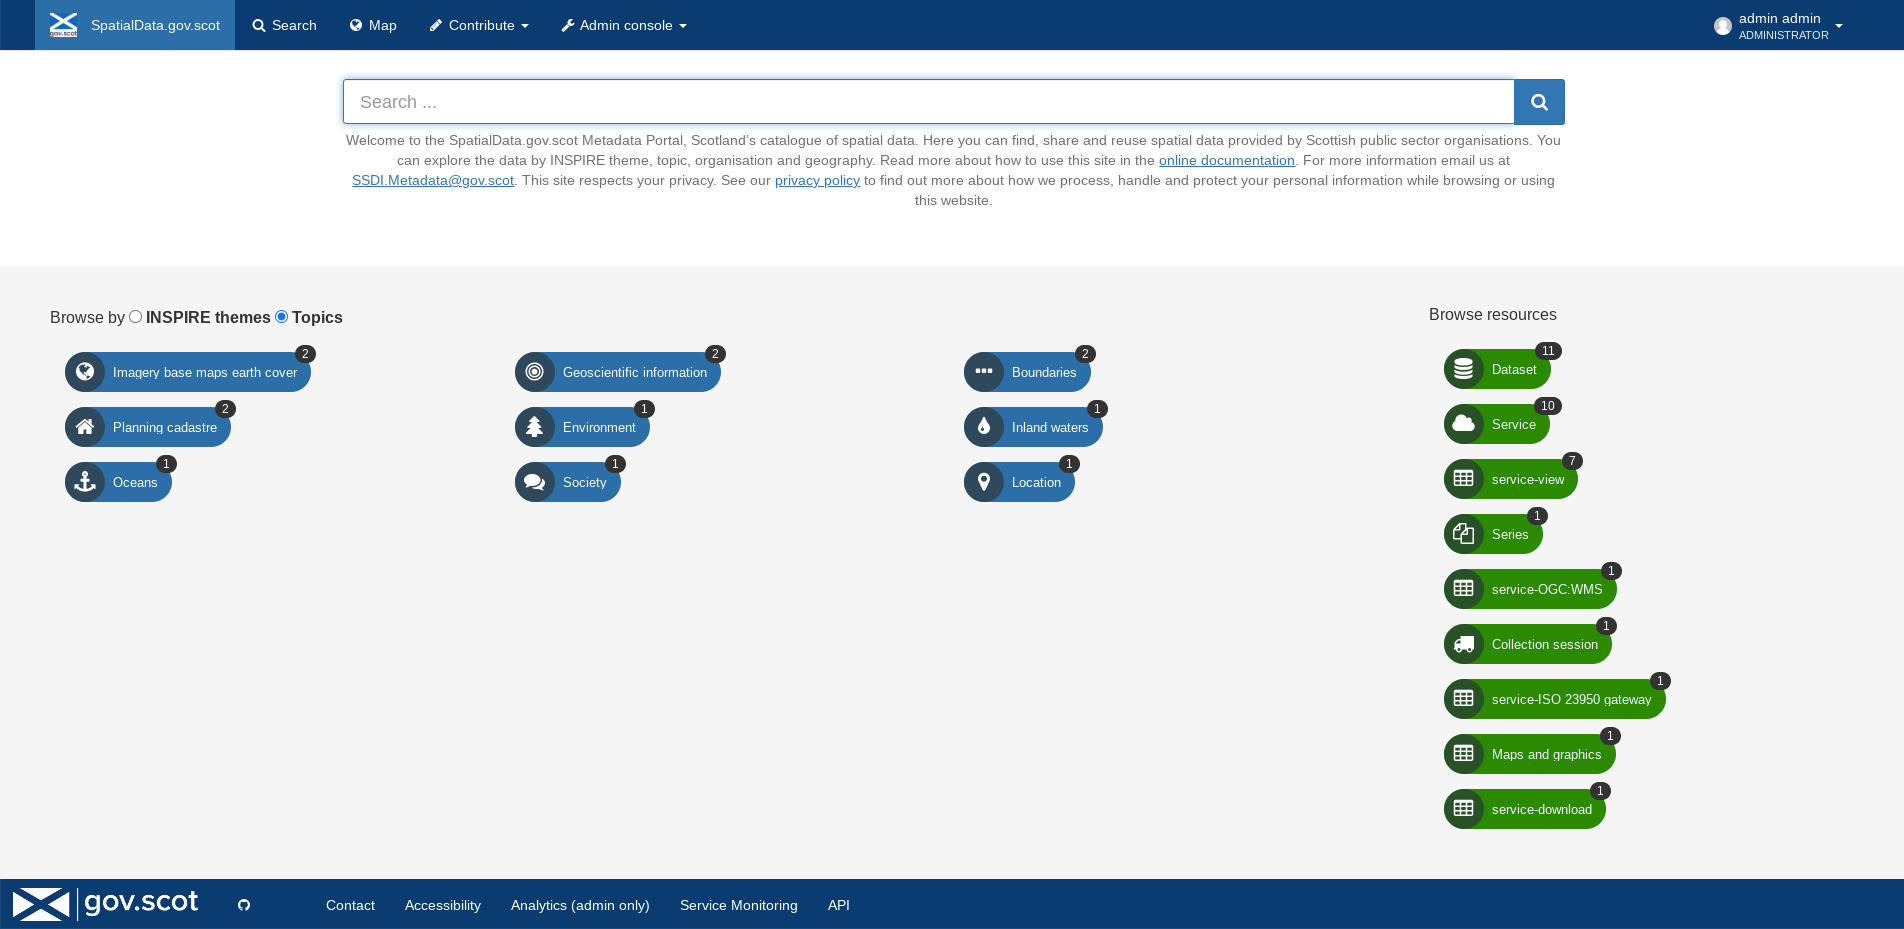 gov.scot
SpatialData.gov.scot
Search
Map
Contribute
Admin console
admin admin
ADMINISTRATOR
Search ...
Welcome to the SpatialData.gov.scot Metadata Portal, Scotland’s catalogue of spatial data. Here you can find, share and reuse spatial data provided by Scottish public sector organisations. You
can explore the data by INSPIRE theme, topic, organisation and geography. Read more about how to use this site in the online documentation. For more information email us at
SSDI.Metadata@gov.scot. This site respects your privacy. See our privacy policy to find out more about how we process, handle and protect your personal information while browsing or using
this website.
Browse by INSPIRE themes Topics
Imagery base maps earth cover 2
Geoscientific information 2
Boundaries 2
Planning cadastre 2
Environment 1
Inland waters 1
Oceans 1
Society 1
Location 1
Browse resources
Dataset 11
Service 10
service-view 7
Series 1
service-OGC:WMS 1
Collection session 1
service-ISO 23950 gateway 1
Maps and graphics 1
service-download 1
gov.scot
Contact
Accessibility
Analytics (admin only)
Service Monitoring
API